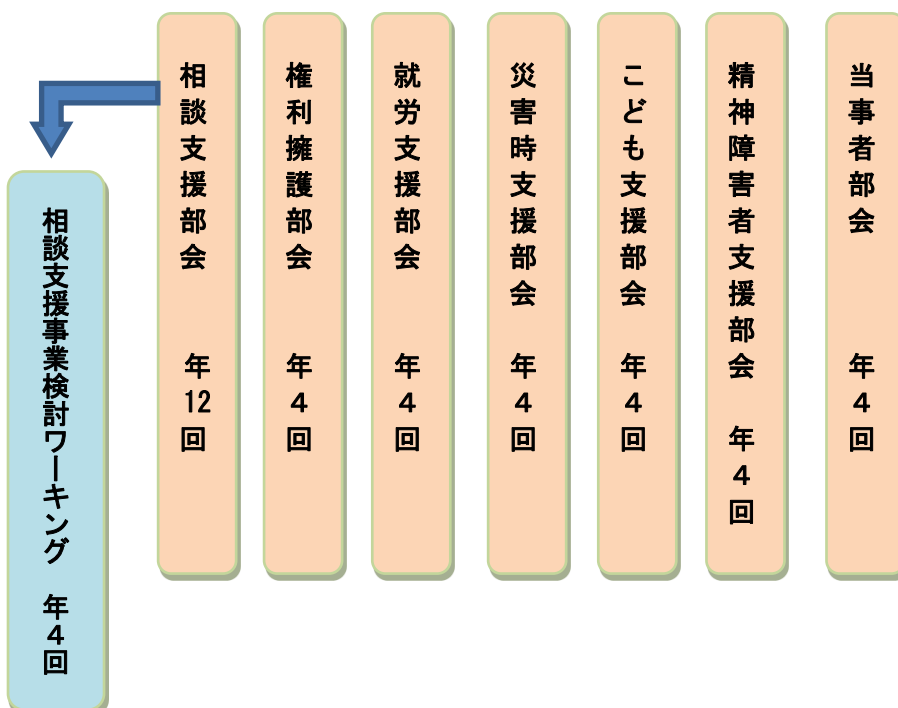 当事者部会　年４回
精神障害者支援部会　年４回
こども支援部会　年４回
災害時支援部会　年４回
就労支援部会　年４回
権利擁護部会　年４回
相談支援部会　年12回
相談支援事業検討ワーキング　年４回